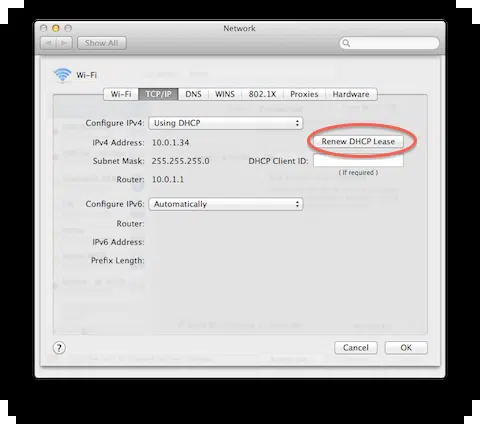 Network
Show All
Wi-Fi
Wi-Fi TCP/IP DNS WINS 802.1X Proxies Hardware
Configure IPv4: Using DHCP
IPv4 Address: 10.0.1.34 Renew DHCP Lease
Subnet Mask: 255.255.255.0 DHCP Client ID:
( If required )
Router: 10.0.1.1
Configure IPv6: Automatically
Router:
IPv6 Address:
Prefix Length:
? Cancel OK